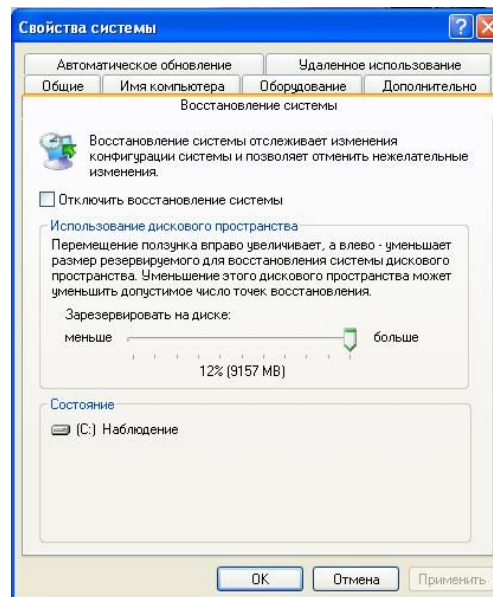 Свойства системы
Автоматическое обновление Удаленное использование
Общие Имя компьютера Оборудование Дополнительно
Восстановление системы
Восстановление системы отслеживает изменения
конфигурации системы и позволяет отменить нежелательные
изменения.
Отключить восстановление системы
Использование дискового пространства
Перемещение ползунка вправо увеличивает, а влево - уменьшает
размер резервируемого для восстановления системы дискового
пространства. Уменьшение этого дискового пространства может
уменьшить допустимое число точек восстановления.
Зарезервировать на диске:
меньше больше
12% (9157 MB)
Состояние
(C:) Наблюдение
OK Отмена Применить